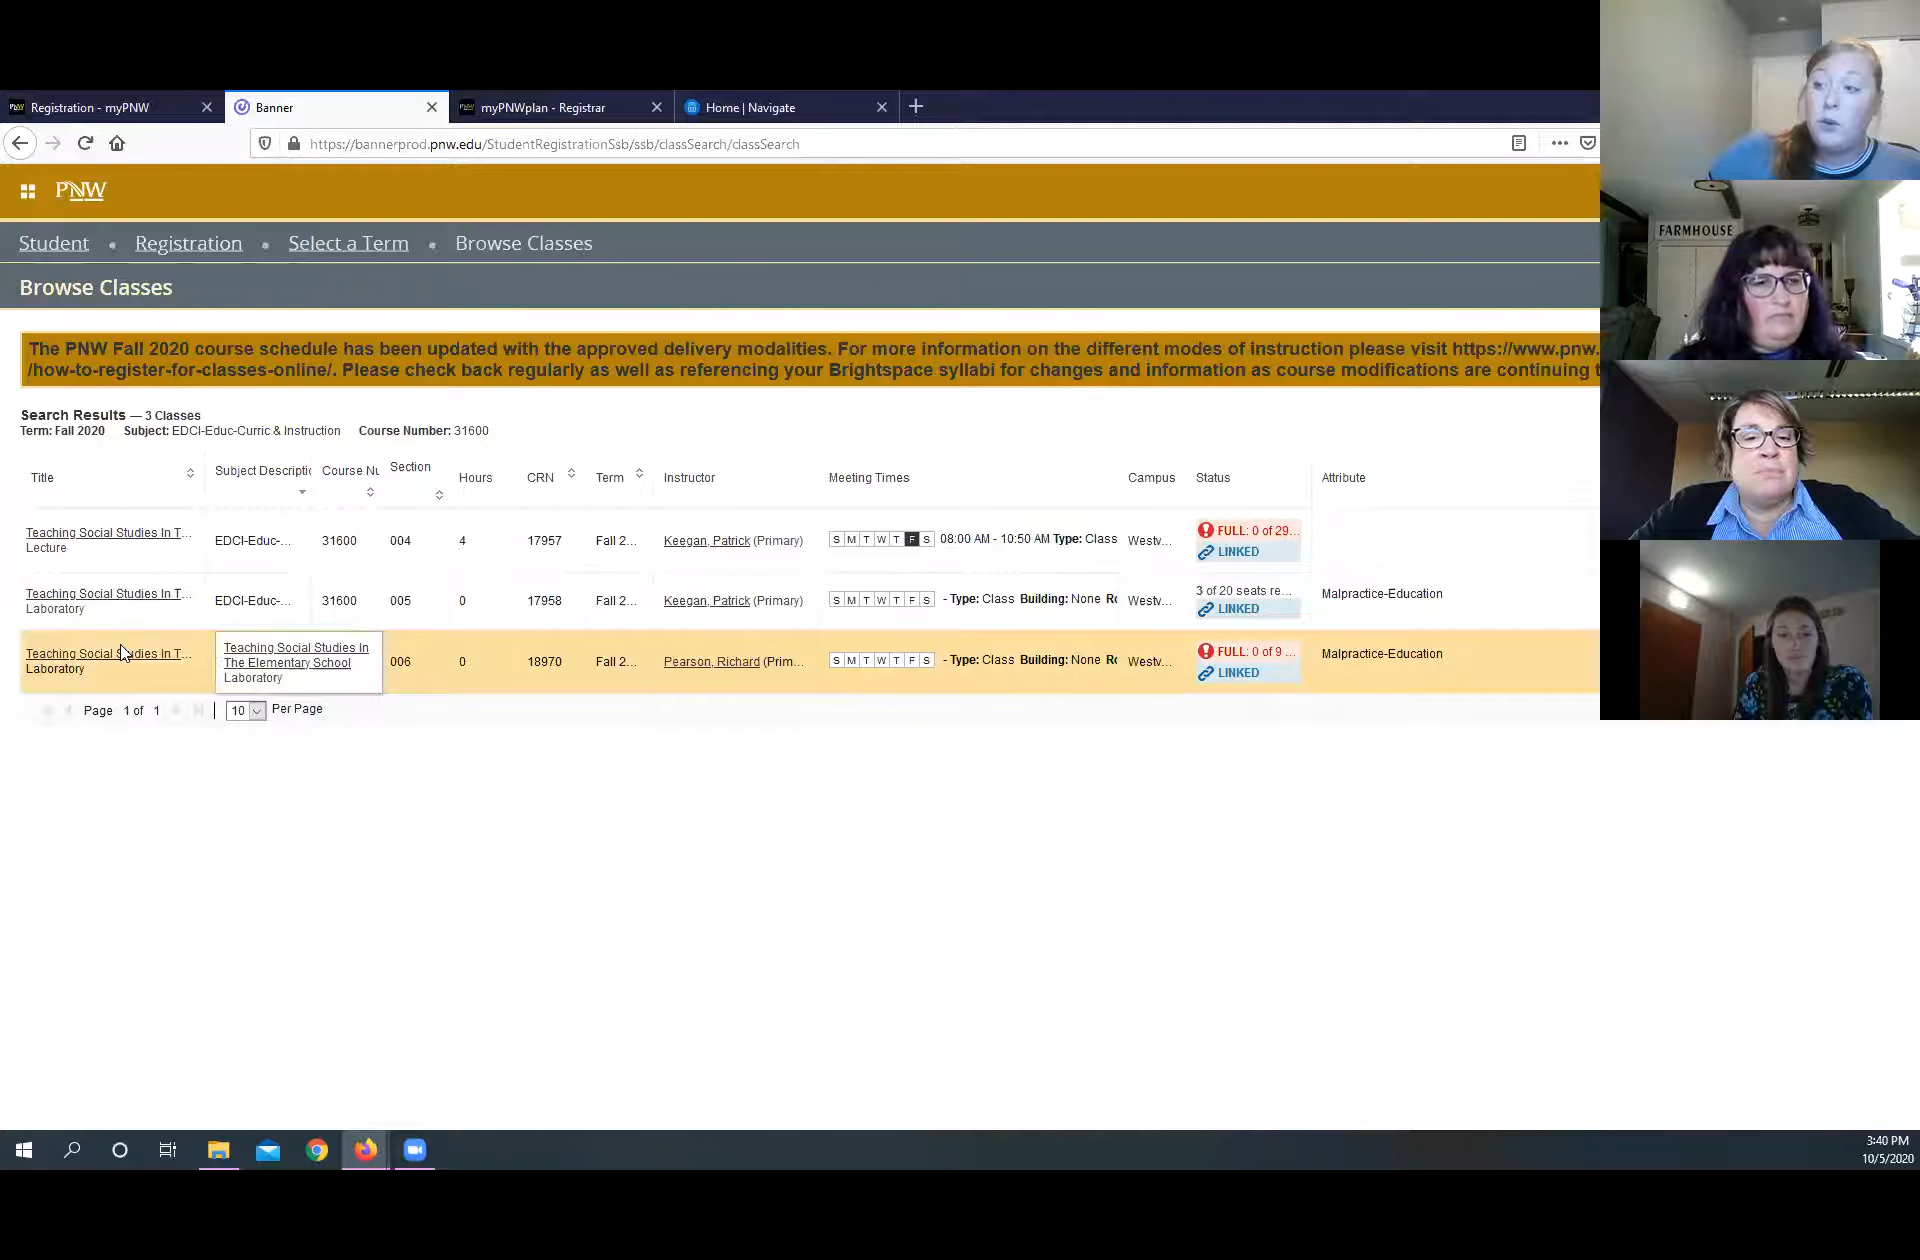 Registration - myPNW
Banner
myPNWplan - Registrar
Home | Navigate
https://bannerprod.pnw.edu/StudentRegistrationSsb/ssb/classSearch/classSearch
PNW
Student • Registration • Select a Term • Browse Classes
Browse Classes
The PNW Fall 2020 course schedule has been updated with the approved delivery modalities. For more information on the different modes of instruction please visit https://www.pnw.
/how-to-register-for-classes-online/. Please check back regularly as well as referencing your Brightspace syllabi for changes and information as course modifications are continuing t
Search Results — 3 Classes
Term: Fall 2020 Subject: EDCI-Educ-Curric & Instruction Course Number: 31600
Title Subject Descriptic Course Nu Section Hours CRN Term Instructor Meeting Times Campus Status Attribute
Teaching Social Studies In T...
Lecture
EDCI-Educ-... 31600 004 4 17957 Fall 2... Keegan, Patrick (Primary) S M T W T F S 08:00 AM - 10:50 AM Type: Class Westv... FULL: 0 of 29...
LINKED
Teaching Social Studies In T...
Laboratory
EDCI-Educ-... 31600 005 0 17958 Fall 2... Keegan, Patrick (Primary) S M T W T F S - Type: Class Building: None Ro Westv... 3 of 20 seats re...
LINKED
Malpractice-Education
Teaching Social Studies In T...
Laboratory
Teaching Social Studies In
The Elementary School
Laboratory
006 0 18970 Fall 2... Pearson, Richard (Prim... S M T W T F S - Type: Class Building: None Ro Westv... FULL: 0 of 9 ...
LINKED
Malpractice-Education
Page 1 of 1 10 Per Page
FARMHOUSE
3:40 PM
10/5/2020